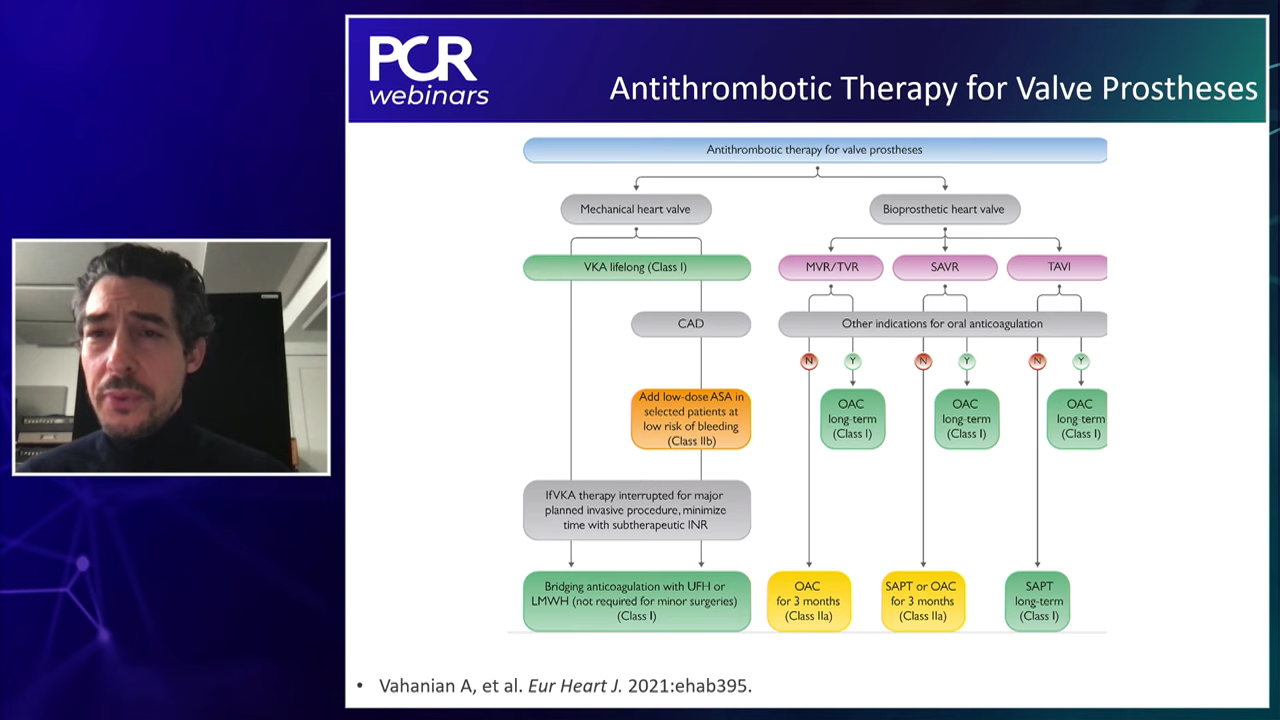 PCR
webinars
Antithrombotic Therapy for Valve Prostheses
Antithrombotic therapy for valve prostheses
Mechanical heart valve
Bioprosthetic heart valve
VKA lifelong (Class I)
MVR/TVR
SAVR
TAVI
CAD
Other indications for oral anticoagulation
N
Y
N
Y
N
Y
Add low-dose ASA in
selected patients at
low risk of bleeding
(Class IIb)
OAC
long-term
(Class I)
OAC
long-term
(Class I)
OAC
long-term
(Class I)
IfVKA therapy interrupted for major
planned invasive procedure, minimize
time with subtherapeutic INR
Bridging anticoagulation with UFH or
LMWH (not required for minor surgeries)
(Class I)
OAC
for 3 months
(Class IIa)
SAPT or OAC
for 3 months
(Class IIa)
SAPT
long-term
(Class I)
• Vahanian A, et al. Eur Heart J. 2021:ehab395.